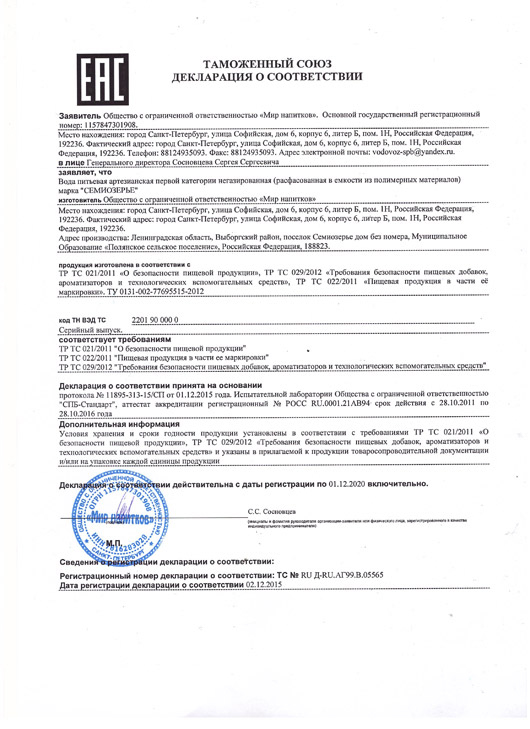 EAC
ТАМОЖЕННЫЙ СОЮЗ
ДЕКЛАРАЦИЯ О СООТВЕТСТВИИ
Заявитель Общество с ограниченной ответственностью «Мир напитков». Основной государственный регистрационный
номер: 1157847301908.
Место нахождения: город Санкт-Петербург, улица Софийская, дом 6, корпус 6, литер Б, пом. 1Н, Российская Федерация,
192236. Фактический адрес: город Санкт-Петербург, улица Софийская, дом 6, корпус 6, литер Б, пом. 1Н, Российская
Федерация, 192236. Телефон: 88124935093. Факс: 88124935093. Адрес электронной почты: vodovoz-spb@yandex.ru.
в лице Генерального директора Сосновцева Сергея Сергеевича
заявляет, что
Вода питьевая артезианская первой категории негазированная (расфасованная в емкости из полимерных материалов)
марка "СЕМИОЗЕРЬЕ"
изготовитель Общество с ограниченной ответственностью «Мир напитков»
Место нахождения: город Санкт-Петербург, улица Софийская, дом 6, корпус 6, литер Б, пом. 1Н, Российская Федерация,
192236. Фактический адрес: город Санкт-Петербург, улица Софийская, дом 6, корпус 6, литер Б, пом. 1Н, Российская
Федерация, 192236.
Адрес производства: Ленинградская область, Выборгский район, поселок Семиозерье дом без номера, Муниципальное
Образование «Полянское сельское поселение», Российская Федерация, 188823.
продукция изготовлена в соответствии с
ТР ТС 021/2011 «О безопасности пищевой продукции», ТР ТС 029/2012 «Требования безопасности пищевых добавок,
ароматизаторов и технологических вспомогательных средств», ТР ТС 022/2011 «Пищевая продукция в части её
маркировки». ТУ 0131-002-77695515-2012
код ТН ВЭД ТС 2201 90 000 0
Серийный выпуск.
соответствует требованиям
ТР ТС 021/2011 "О безопасности пищевой продукции"
ТР ТС 022/2011 "Пищевая продукция в части ее маркировки"
ТР ТС 029/2012 "Требования безопасности пищевых добавок, ароматизаторов и технологических вспомогательных средств"
Декларация о соответствии принята на основании
протокола № 11895-313-15/СП от 01.12.2015 года. Испытательной лаборатории Общества с ограниченной ответственностью
"СПБ-Стандарт", аттестат аккредитации регистрационный № РОСС RU.0001.21АВ94 срок действия с 28.10.2011 по
28.10.2016 года
Дополнительная информация
Условия хранения и сроки годности продукции установлены в соответствии с требованиями ТР ТС 021/2011 «О
безопасности пищевой продукции», ТР ТС 029/2012 «Требования безопасности пищевых добавок, ароматизаторов и
технологических вспомогательных средств» и указаны в прилагаемой к продукции товаросопроводительной документации
и/или на упаковке каждой единицы продукции
Декларация о соответствии действительна с даты регистрации по 01.12.2020 включительно.
С.С. Сосновцев
(инициалы и фамилия руководителя организации-заявителя или физического лица, зарегистрированного в качестве
индивидуального предпринимателя)
«Мир напитков»
М.П.
Сведения о регистрации декларации о соответствии:
Регистрационный номер декларации о соответствии: ТС № RU Д-RU.АГ99.В.05565
Дата регистрации декларации о соответствии 02.12.2015